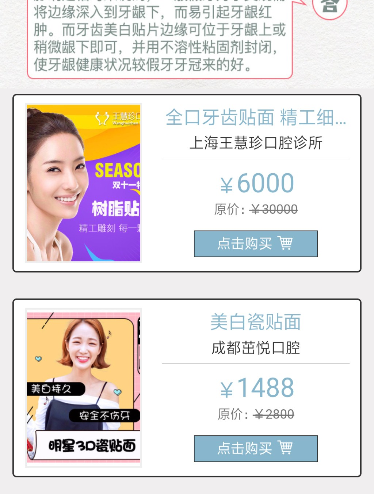 将边缘深入到牙龈下，而易引起牙龈红
肿。而牙齿美白贴片边缘可位于牙龈上或
稍微龈下即可，并用不溶性粘固剂封闭，
使牙龈健康状况较假牙牙冠来的好。
答
全口牙齿贴面 精工细...
上海王慧珍口腔诊所
¥6000
原价：¥30000
点击购买
SEASO
双十一
树脂贴
精工雕刻 每一
美白瓷贴面
成都茁悦口腔
¥1488
原价：¥2800
点击购买
美白持久
安全不伤牙
明星3D瓷贴面